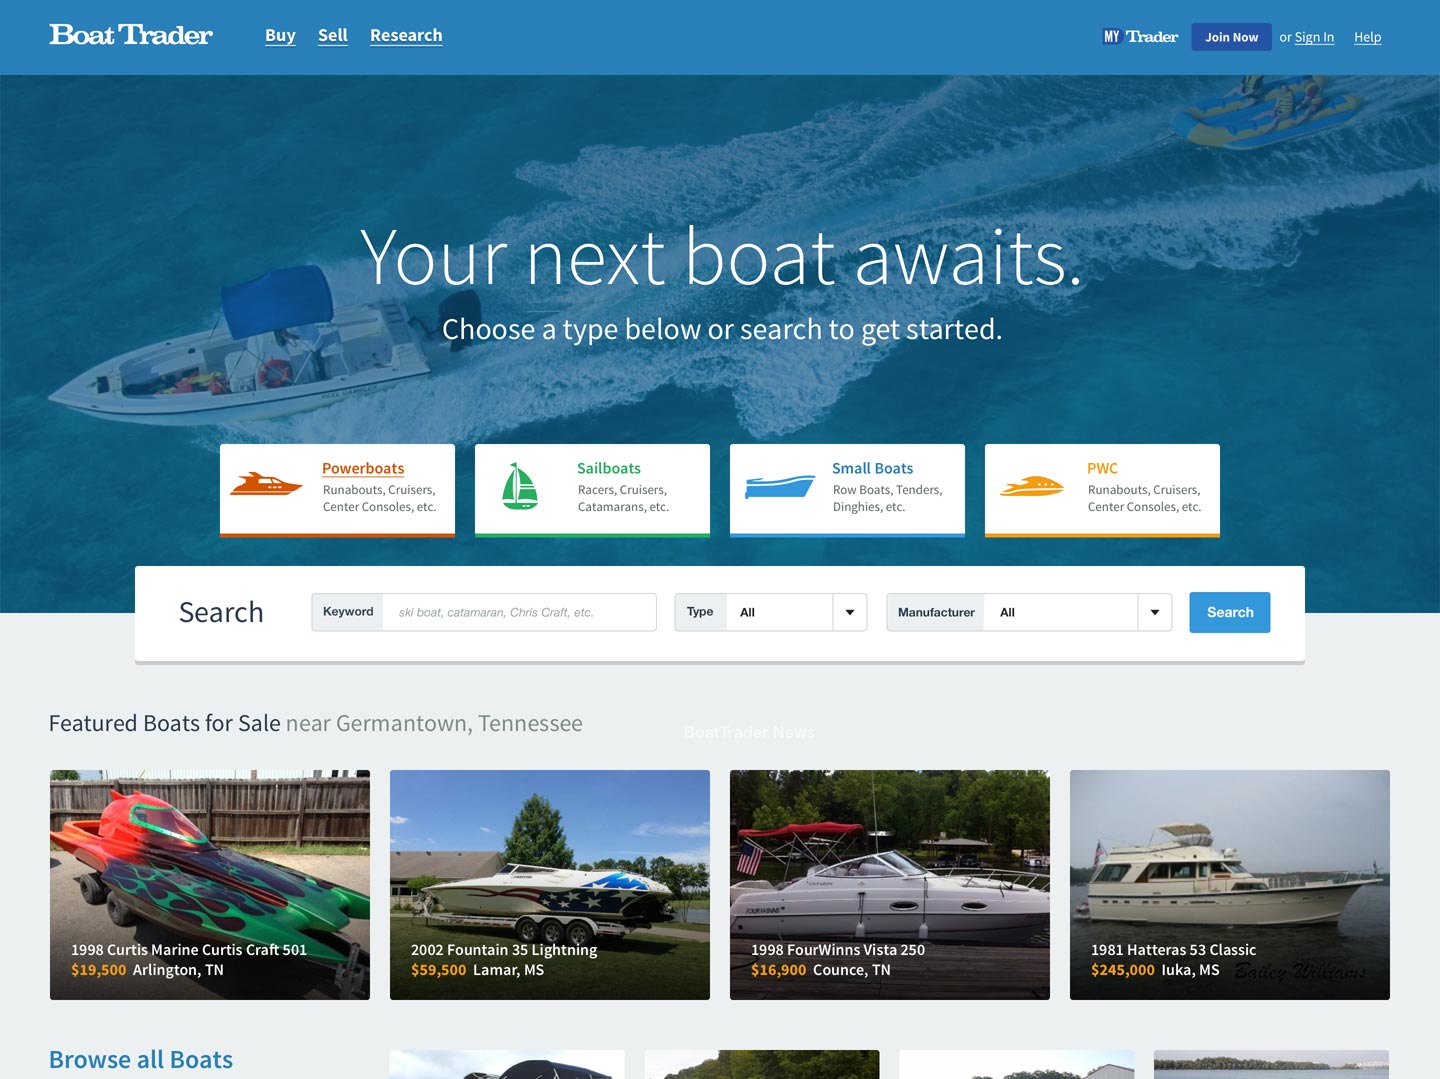 Boat Trader
Buy Sell Research
MY Trader Join Now or Sign In Help
Your next boat awaits.
Choose a type below or search to get started.
REEL GAMBLER
Powerboats
Runabouts, Cruisers,
Center Consoles, etc.
Sailboats
Racers, Cruisers,
Catamarans, etc.
Small Boats
Row Boats, Tenders,
Dinghies, etc.
PWC
Runabouts, Cruisers,
Center Consoles, etc.
Search Keyword ski boat, catamaran, Chris Craft, etc. Type All Manufacturer All Search
Featured Boats for Sale near Germantown, Tennessee
BoatTrader News
1998 Curtis Marine Curtis Craft 501
$19,500 Arlington, TN
FOUNTAIN
2002 Fountain 35 Lightning
$59,500 Lamar, MS
FOURWINNS
1998 FourWinns Vista 250
$16,900 Counce, TN
1981 Hatteras 53 Classic
$245,000 Iuka, MS
Bailey Williams
Browse all Boats